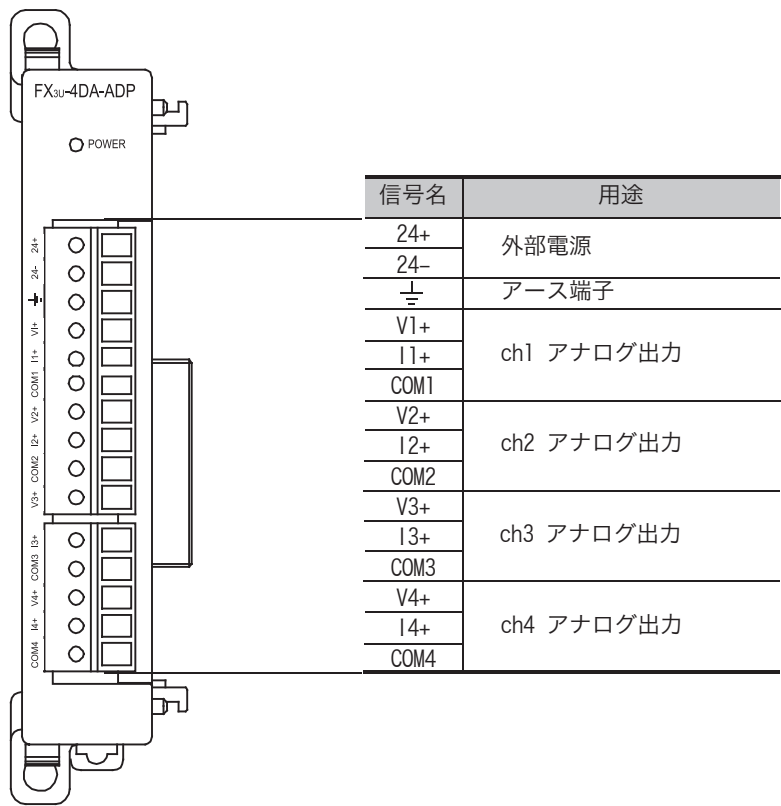 FX3U-4DA-ADP
POWER
24+
24-
⏚
V1+
I1+
COM1
V2+
I2+
COM2
V3+
I3+
COM3
V4+
I4+
COM4
信号名 用途
24+ 外部電源
24−
⏚ アース端子
V1+
I1+ ch1 アナログ出力
COM1
V2+
I2+ ch2 アナログ出力
COM2
V3+
I3+ ch3 アナログ出力
COM3
V4+
I4+ ch4 アナログ出力
COM4